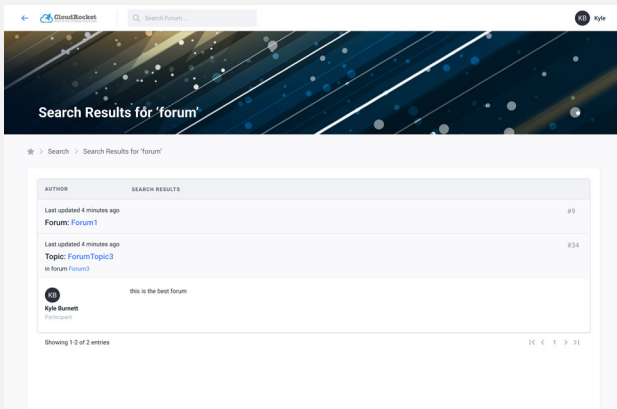 CloudRocket
Search Forum...
KB Kyle
Search Results for 'forum'
> Search > Search Results for 'forum'
AUTHOR SEARCH RESULTS
Last updated 4 minutes ago #9
Forum: Forum1
Last updated 4 minutes ago #34
Topic: ForumTopic3
in forum Forum3
KB this is the best forum
Kyle Burnett
Participant
Showing 1-2 of 2 entries |< < 1 > >|